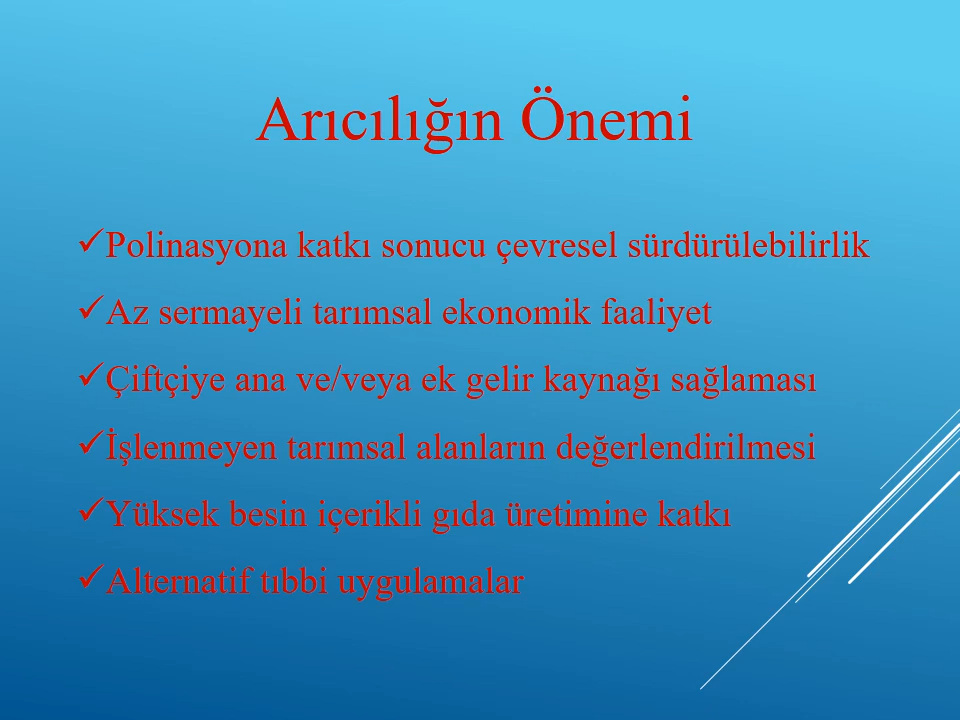 Arıcılığın Önemi
✓Polinasyona katkı sonucu çevresel sürdürülebilirlik
✓Az sermayeli tarımsal ekonomik faaliyet
✓Çiftçiye ana ve/veya ek gelir kaynağı sağlaması
✓İşlenmeyen tarımsal alanların değerlendirilmesi
✓Yüksek besin içerikli gıda üretimine katkı
✓Alternatif tıbbi uygulamalar